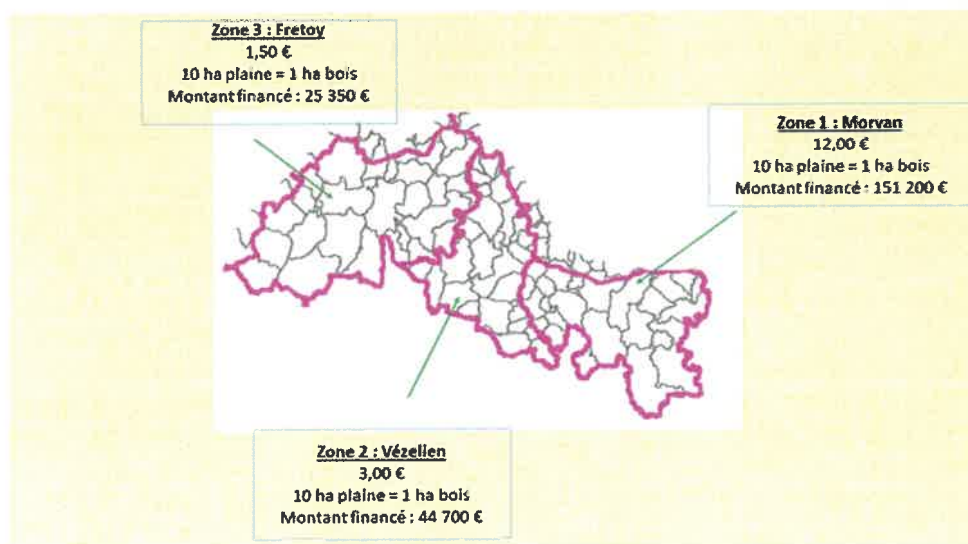 Zone 3 : Fretoy
1,50 €
10 ha plaine = 1 ha bois
Montant financé : 25 350 €
Zone 1 : Morvan
12,00 €
10 ha plaine = 1 ha bois
Montant financé : 151 200 €
Zone 2 : Vézelien
3,00 €
10 ha plaine = 1 ha bois
Montant financé : 44 700 €